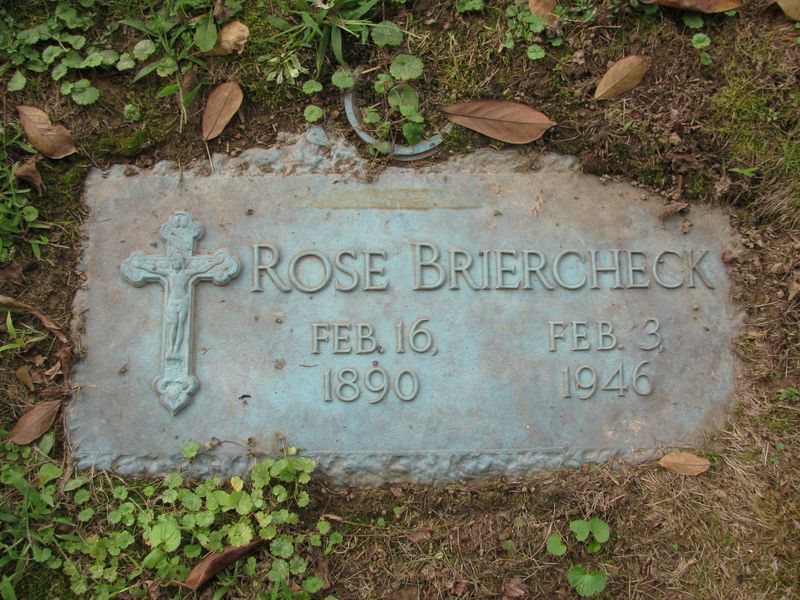 ROSE BRIERCHECK
FEB. 16, FEB. 3,
1890 1946